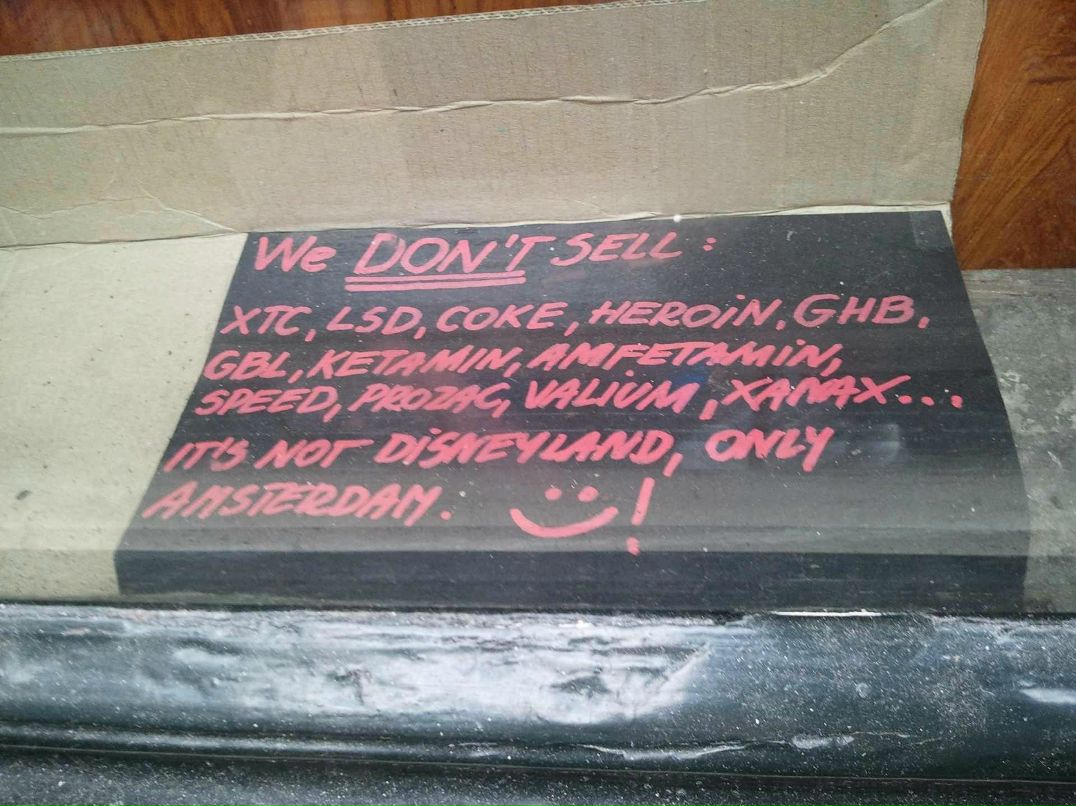 We DON'T SELL:
XTC, LSD, COKE, HEROiN, GHB,
GBL, KETAMIN, AMFETAMiN,
SPEED, PROZAC, VALiUM, XANAX...
IT'S NOT DiSNEYLAND, ONLY
AMSTERDAM. !